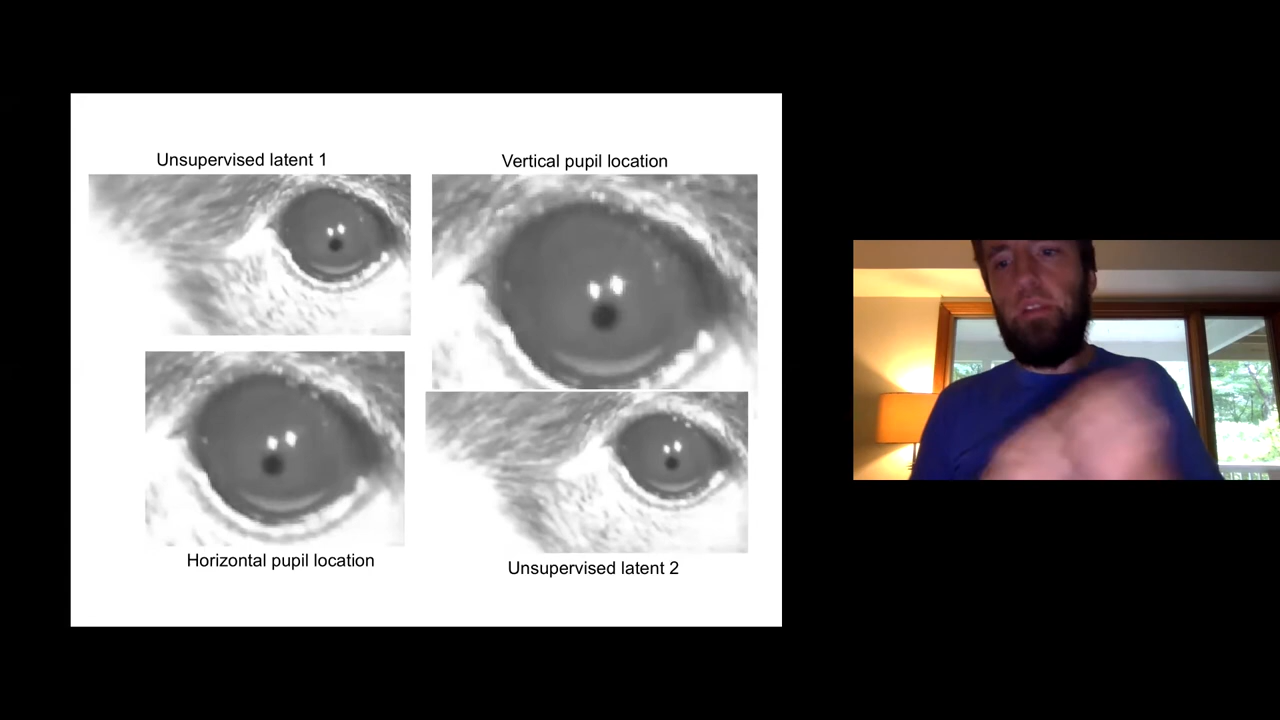 Unsupervised latent 1
Vertical pupil location
Horizontal pupil location
Unsupervised latent 2